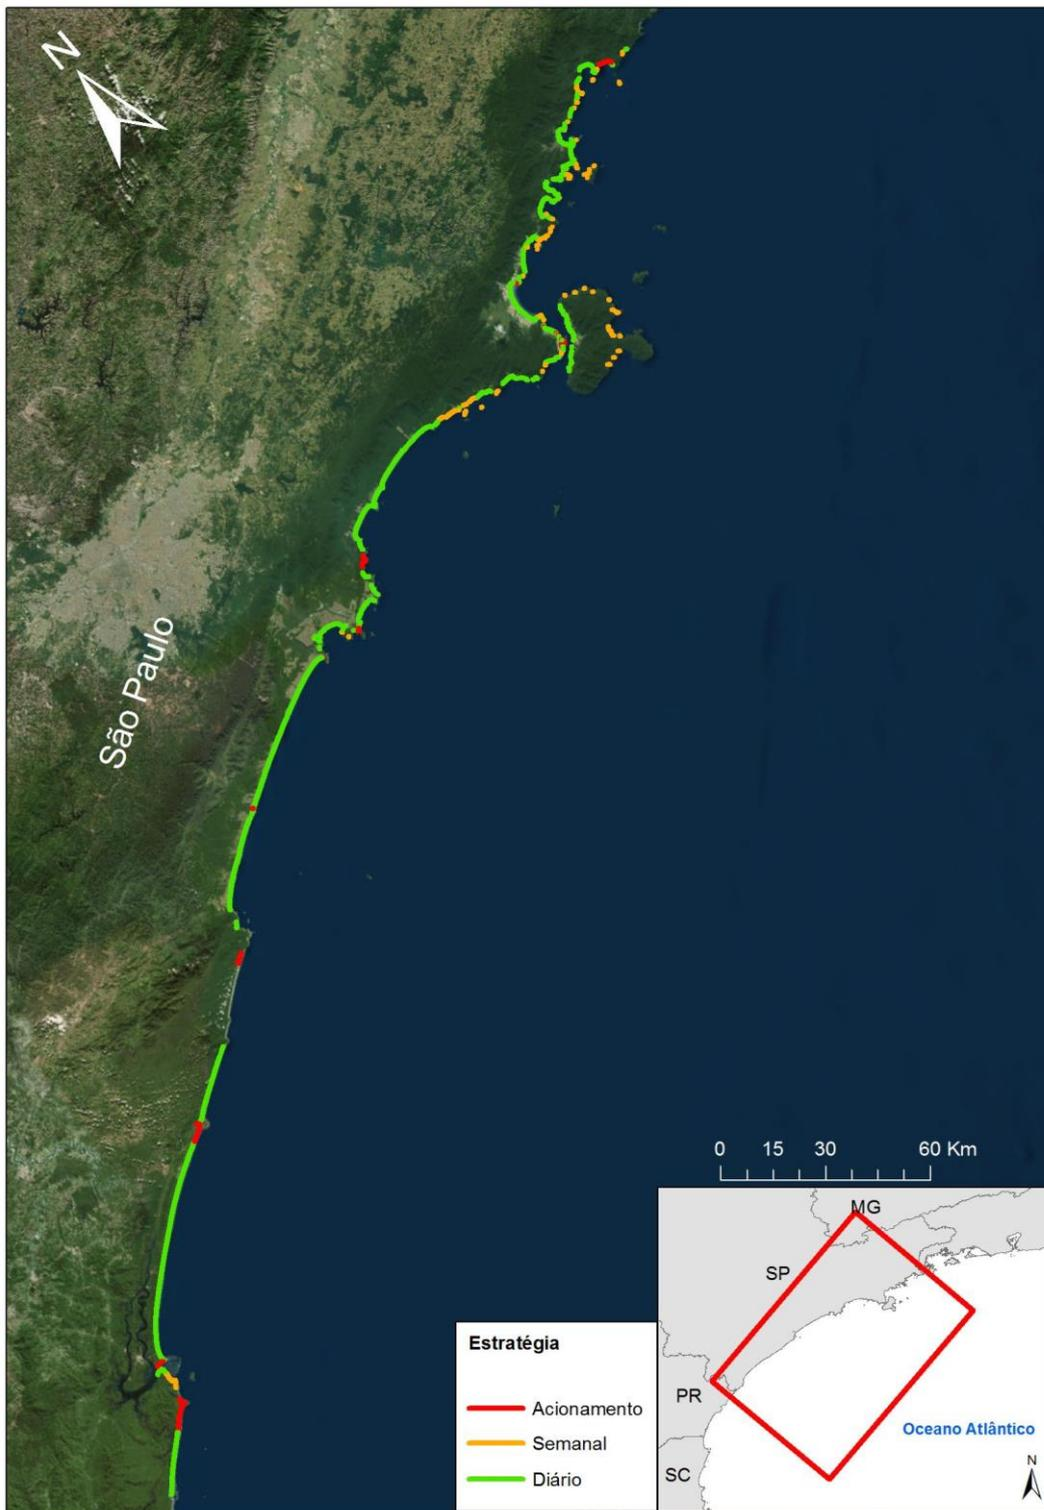 N
São Paulo
0 15 30 60 Km
MG
SP
PR
SC
Oceano Atlântico
N
Estratégia
Acionamento
Semanal
Diário